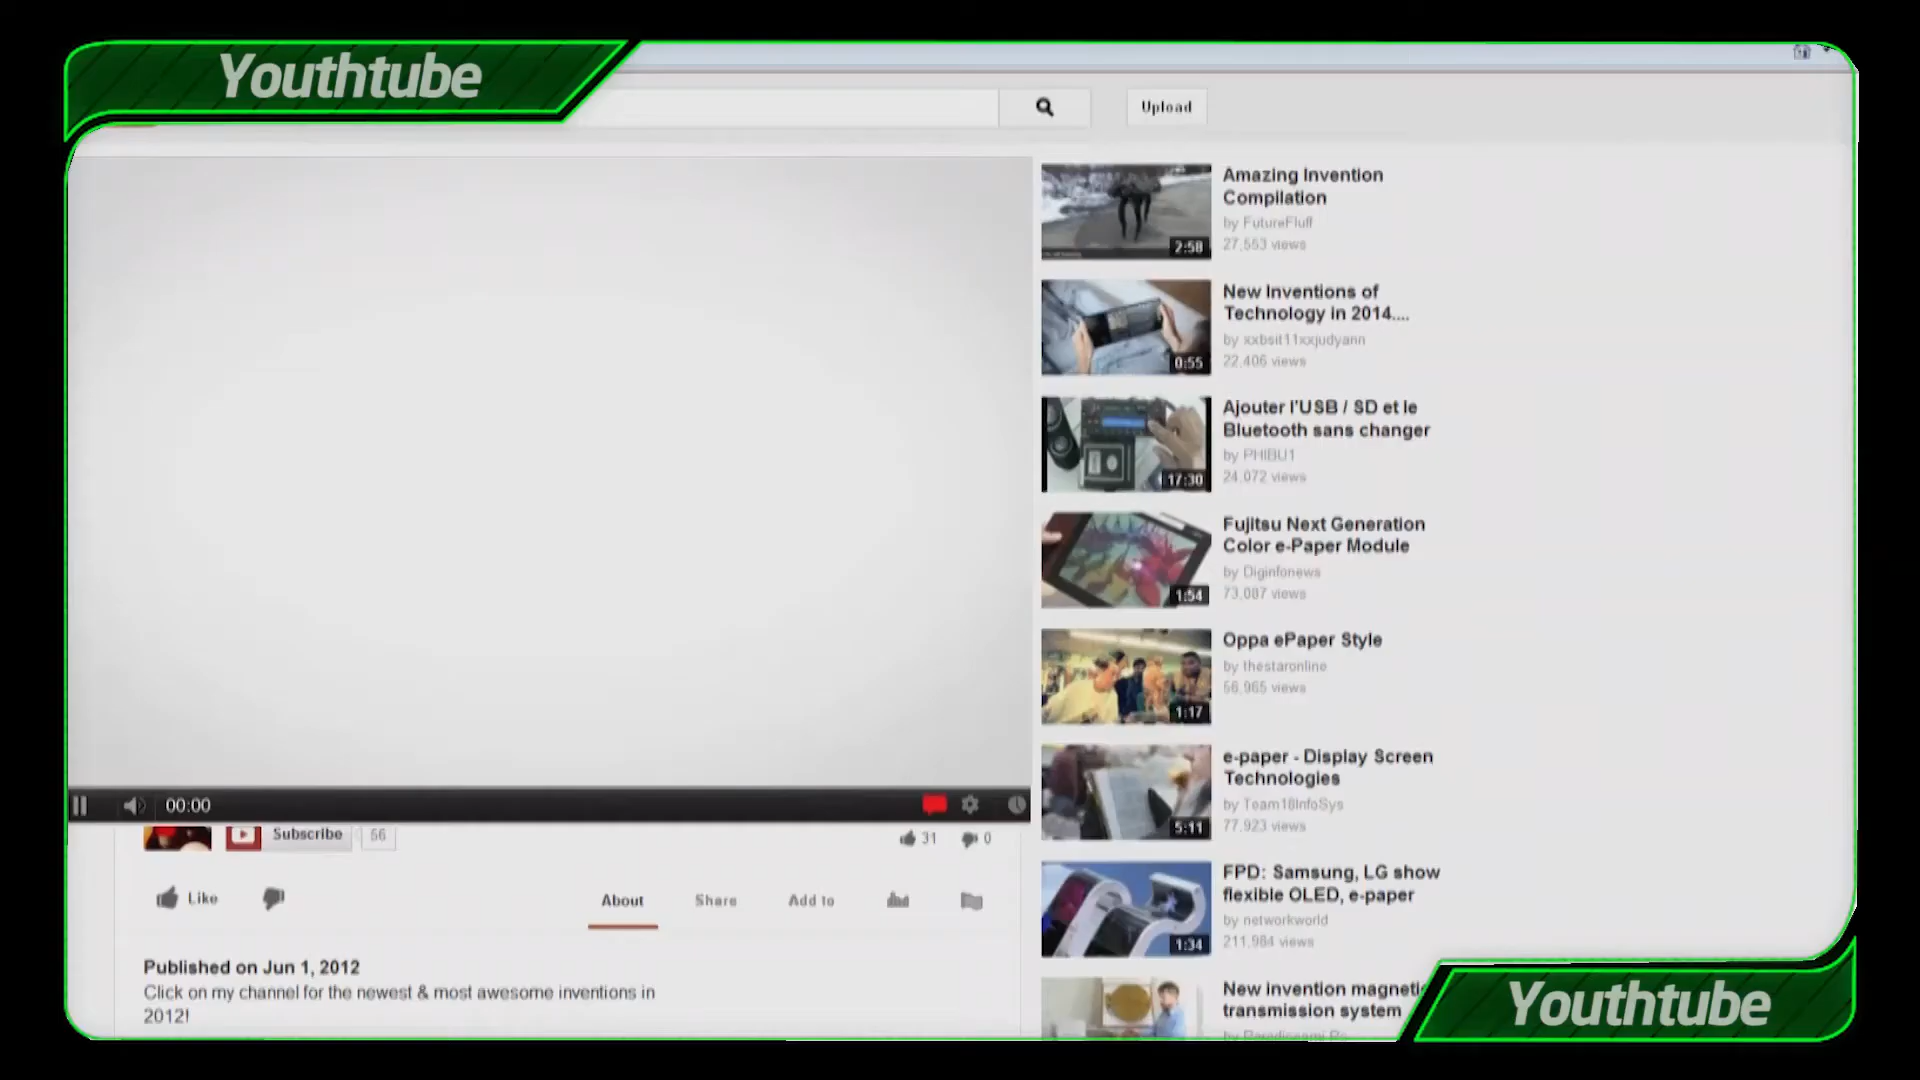 Youthtube
Upload
Amazing Invention
Compilation
by FutureFluff
27,553 views
2:58
New Inventions of
Technology in 2014....
by xxbsit11xxjudyann
22,406 views
0:55
Ajouter l'USB / SD et le
Bluetooth sans changer
by PHIBU1
24,072 views
17:30
Fujitsu Next Generation
Color e-Paper Module
by Diginfonews
73,087 views
1:54
Oppa ePaper Style
by thestaronline
56,965 views
1:17
e-paper - Display Screen
Technologies
by Team18InfoSys
77,923 views
5:11
FPD: Samsung, LG show
flexible OLED, e-paper
by networkworld
211,984 views
1:34
New invention magnetic
transmission system
00:00
Subscribe 56
31 0
Like
About Share Add to
Published on Jun 1, 2012
Click on my channel for the newest & most awesome inventions in
2012!
Youthtube